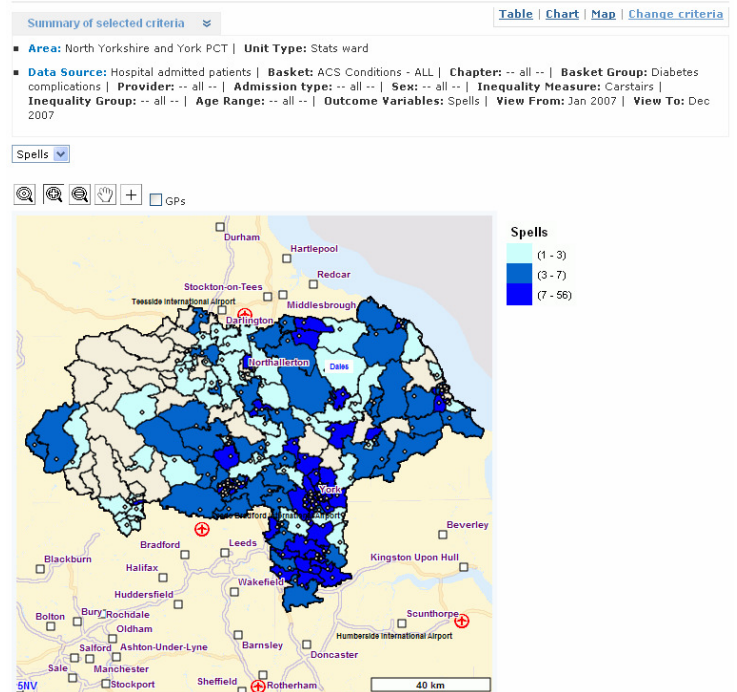 Summary of selected criteria
Table | Chart | Map | Change criteria
Area: North Yorkshire and York PCT | Unit Type: Stats ward
Data Source: Hospital admitted patients | Basket: ACS Conditions - ALL | Chapter: -- all -- | Basket Group: Diabetes
complications | Provider: -- all -- | Admission type: -- all -- | Sex: -- all -- | Inequality Measure: Carstairs |
Inequality Group: -- all -- | Age Range: -- all -- | Outcome Variables: Spells | View From: Jan 2007 | View To: Dec
2007
Spells
GPs
Spells
(1 - 3)
(3 - 7)
(7 - 56)
Durham
Hartlepool
Redcar
Stockton-on-Tees
Teesside International Airport
Middlesbrough
Darlington
Northallerton
Dales
York
Bradford International Airport
Beverley
Bradford
Leeds
Blackburn
Halifax
Kingston Upon Hull
Wakefield
Huddersfield
Bolton
Bury
Rochdale
Scunthorpe
Oldham
Humberside International Airport
Salford
Ashton-Under-Lyne
Barnsley
Doncaster
Sale
Manchester
5NV
Stockport
Sheffield
Rotherham
40 km